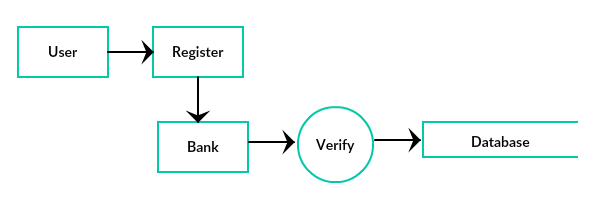 User
Register
Bank
Verify
Database